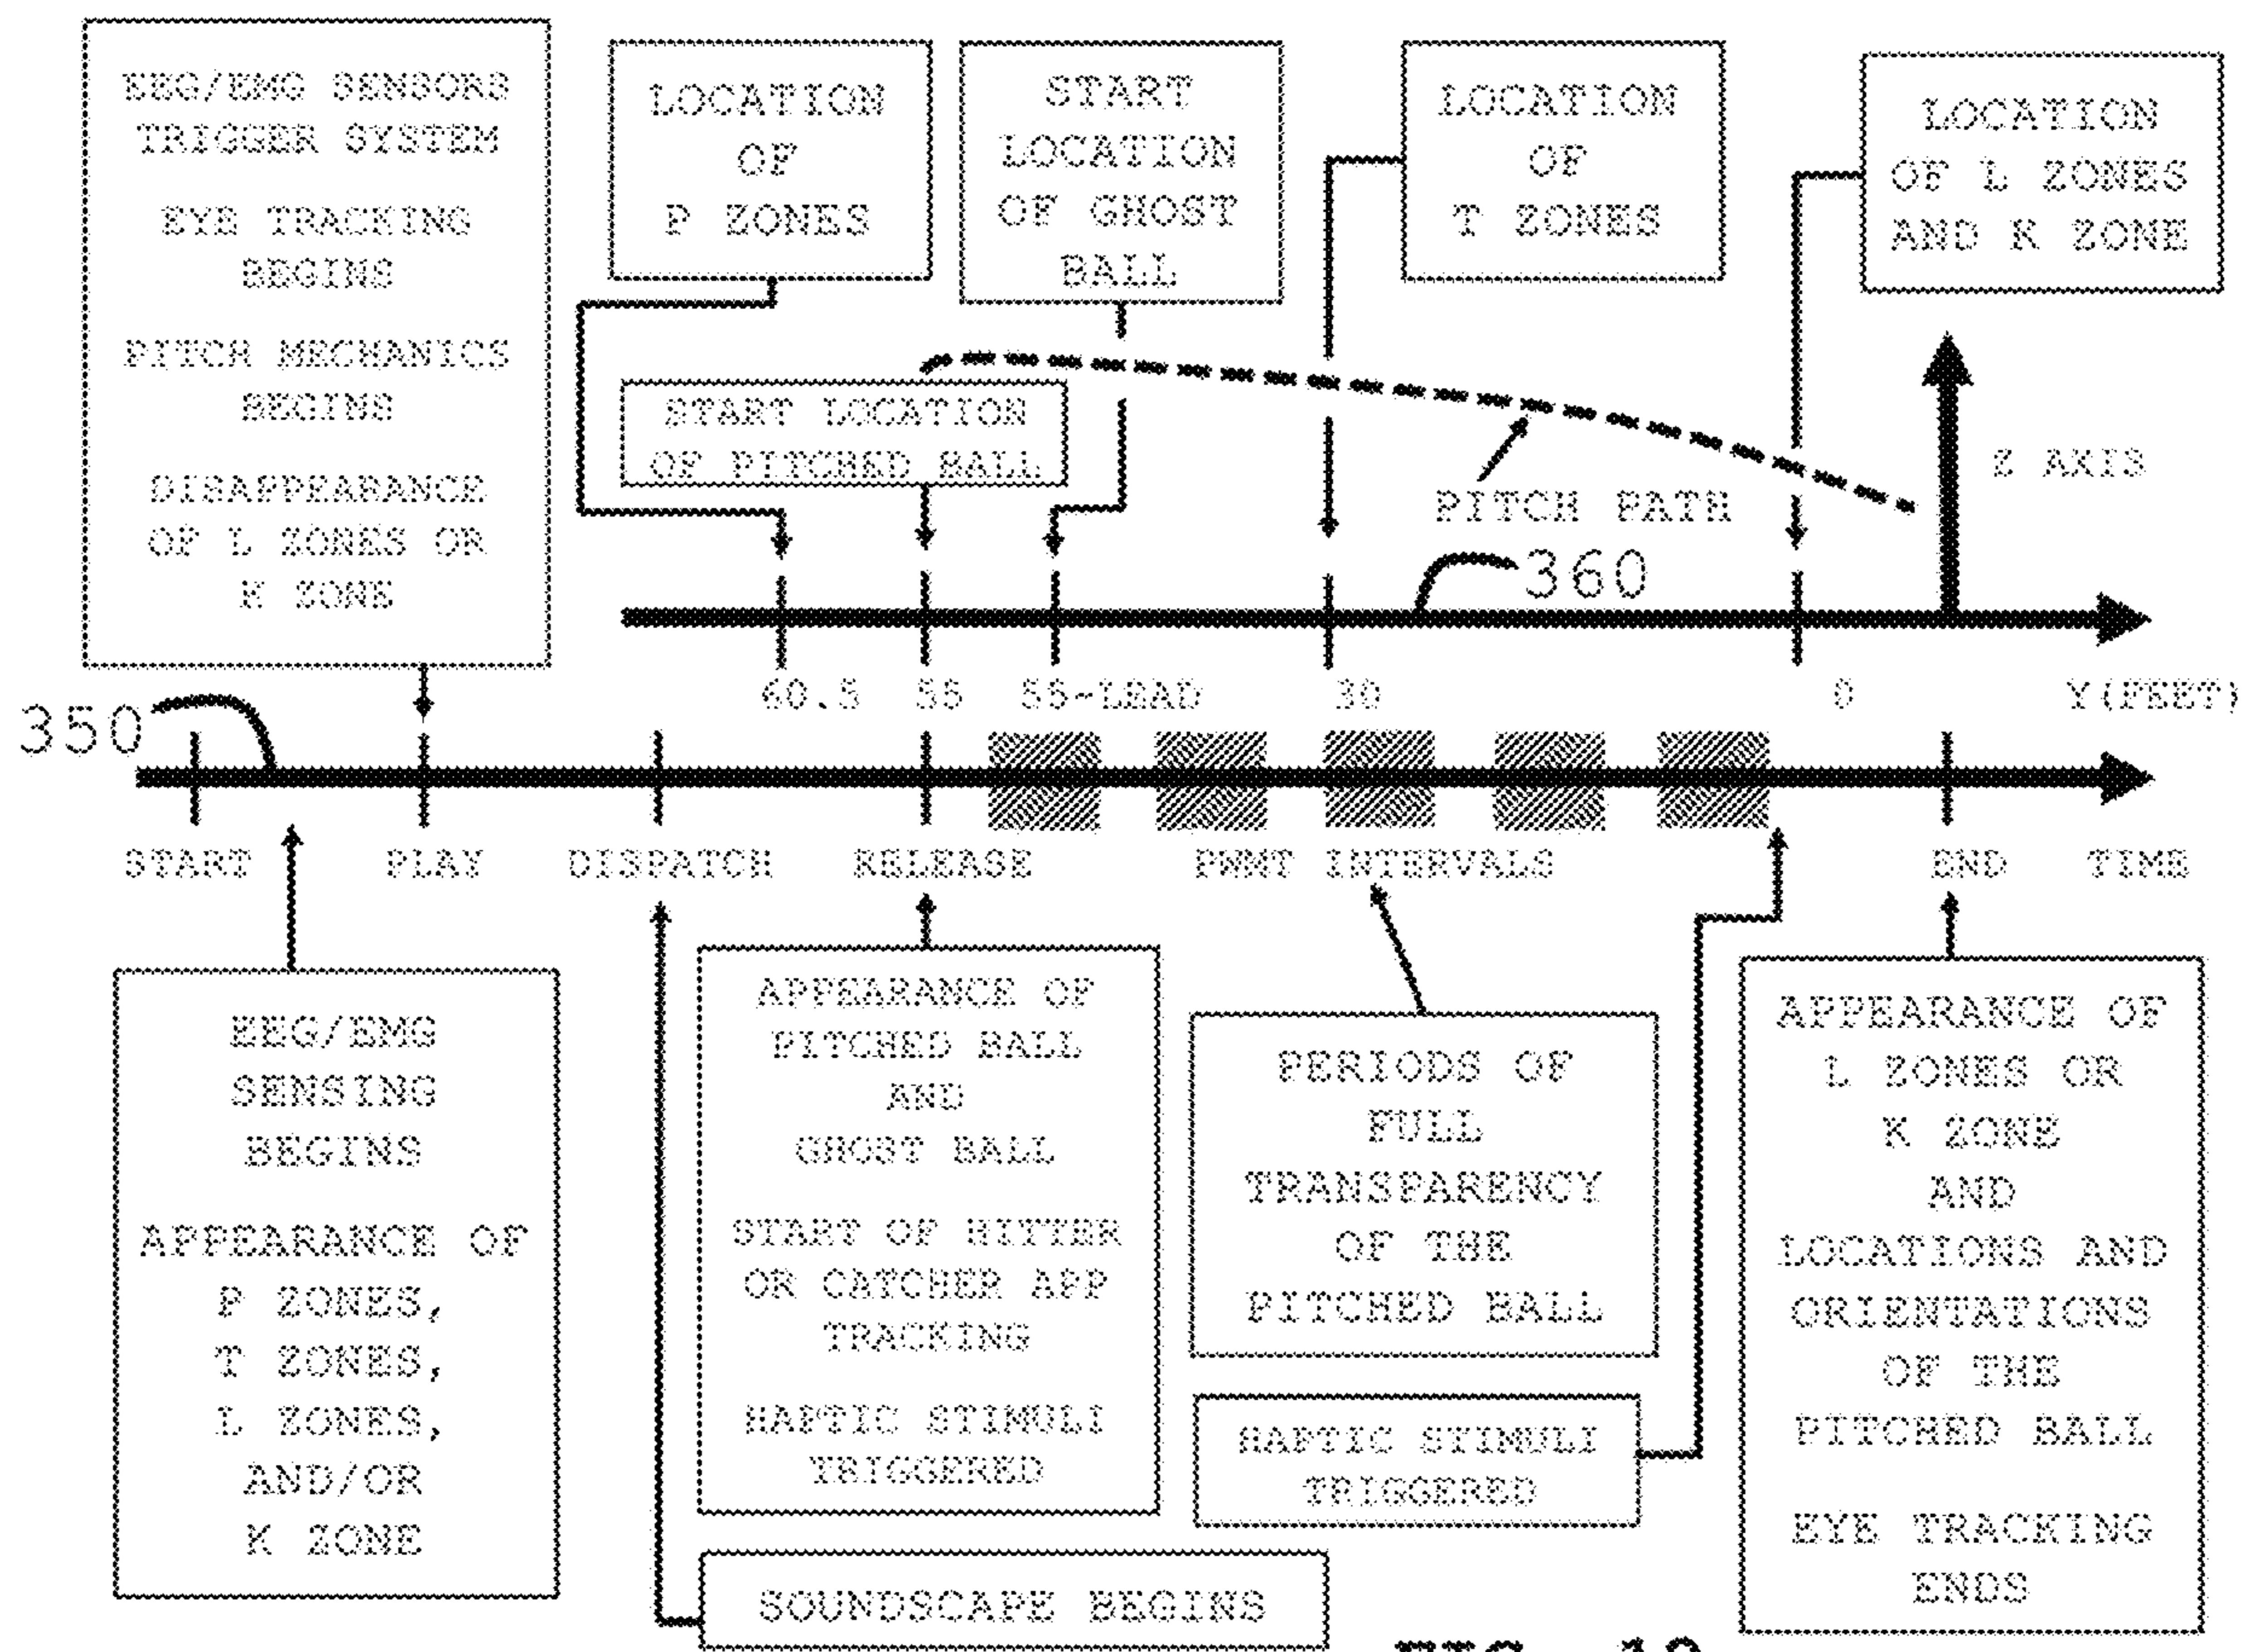 EEG/EMG SENSORS
TRIGGER SYSTEM
EYE TRACKING
BEGINS
PITCH MECHANICS
BEGINS
DISAPPEARANCE
OF L ZONES OR
K ZONE
LOCATION
OF
P ZONES
START
LOCATION
OF GHOST
BALL
LOCATION
OF
T ZONES
LOCATION
OF L ZONES
AND K ZONE
START LOCATION
OF PITCHED BALL
PITCH PATH
Z AXIS
360
60.5
55
55-LEAD
30
0
Y(FEET)
350
START
PLAY
DISPATCH
RELEASE
PWMT INTERVALS
END
TIME
EEG/EMG
SENSING
BEGINS
APPEARANCE OF
P ZONES,
T ZONES,
L ZONES,
AND/OR
K ZONE
APPEARANCE OF
PITCHED BALL
AND
GHOST BALL
START OF HITTER
OR CATCHER APP
TRACKING
HAPTIC STIMULI
TRIGGERED
PERIODS OF
FULL
TRANSPARENCY
OF THE
PITCHED BALL
HAPTIC STIMULI
TRIGGERED
APPEARANCE OF
L ZONES OR
K ZONE
AND
LOCATIONS AND
ORIENTATIONS
OF THE
PITCHED BALL
EYE TRACKING
ENDS
SOUNDSCAPE BEGINS